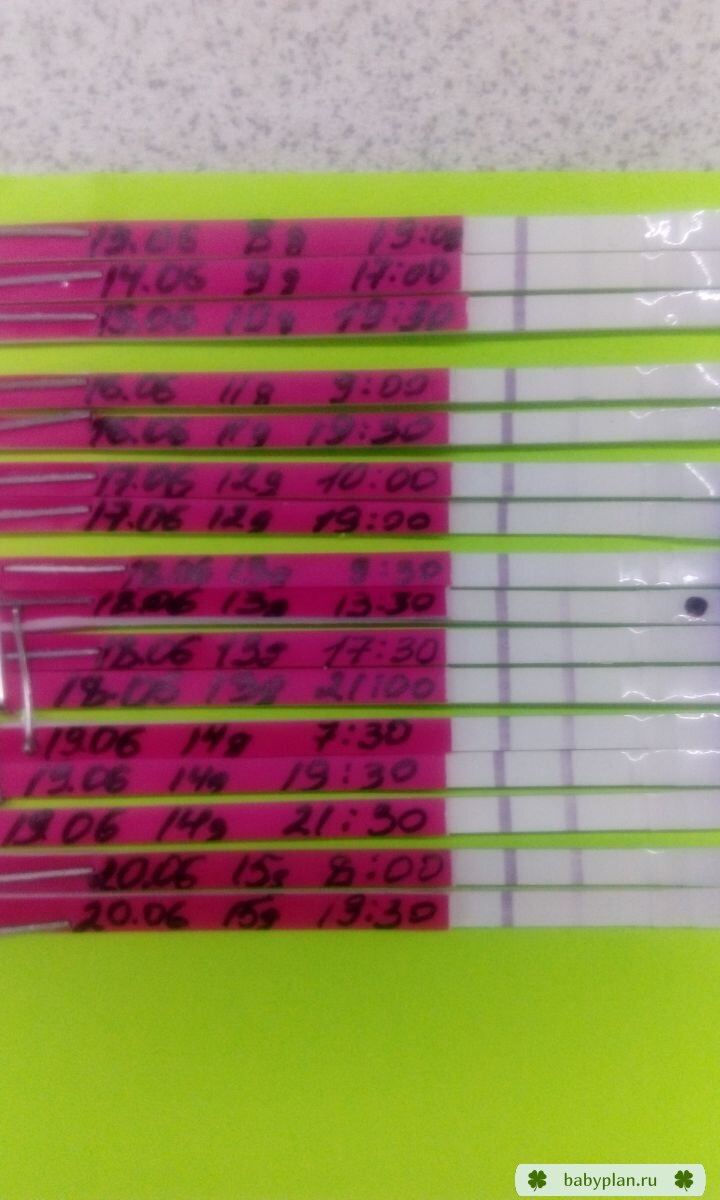 13.06 8д 19:00
14.06 9д 17:00
15.06 10д 19:30
16.06 11д 9:00
16.06 11д 19:30
17.06 12д 10:00
17.06 12д 19:00
18.06 13д 9:30
18.06 13д 13:30
18.06 13д 17:30
18.06 13д 21:00
19.06 14д 7:30
19.06 14д 19:30
19.06 14д 21:30
20.06 15д 8:00
20.06 15д 19:30
babyplan.ru